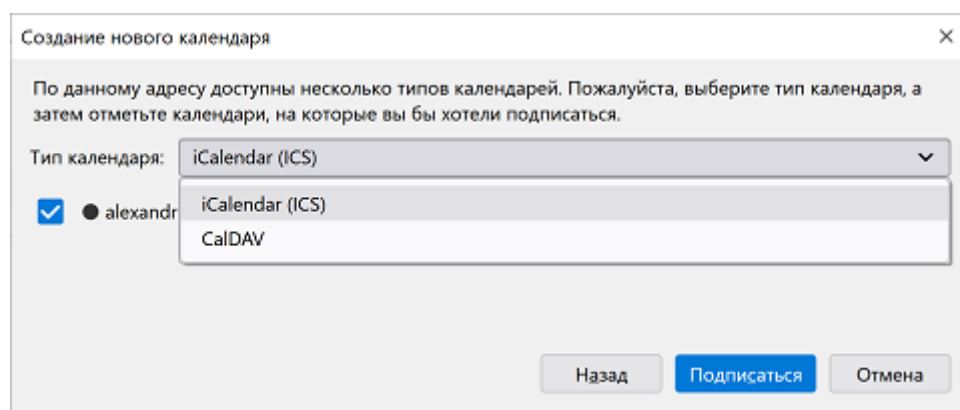 Создание нового календаря
По данному адресу доступны несколько типов календарей. Пожалуйста, выберите тип календаря, а
затем отметьте календари, на которые вы бы хотели подписаться.
Тип календаря: iCalendar (ICS)
iCalendar (ICS)
alexandr
CalDAV
Назад Подписаться Отмена